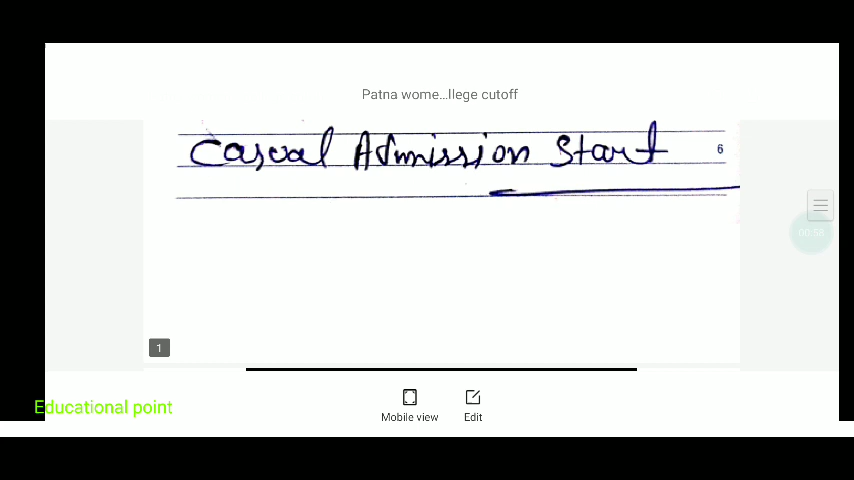 Patna wome...llege cutoff
Casual Admission Start
6
00:58
1
Educational point
Mobile view
Edit